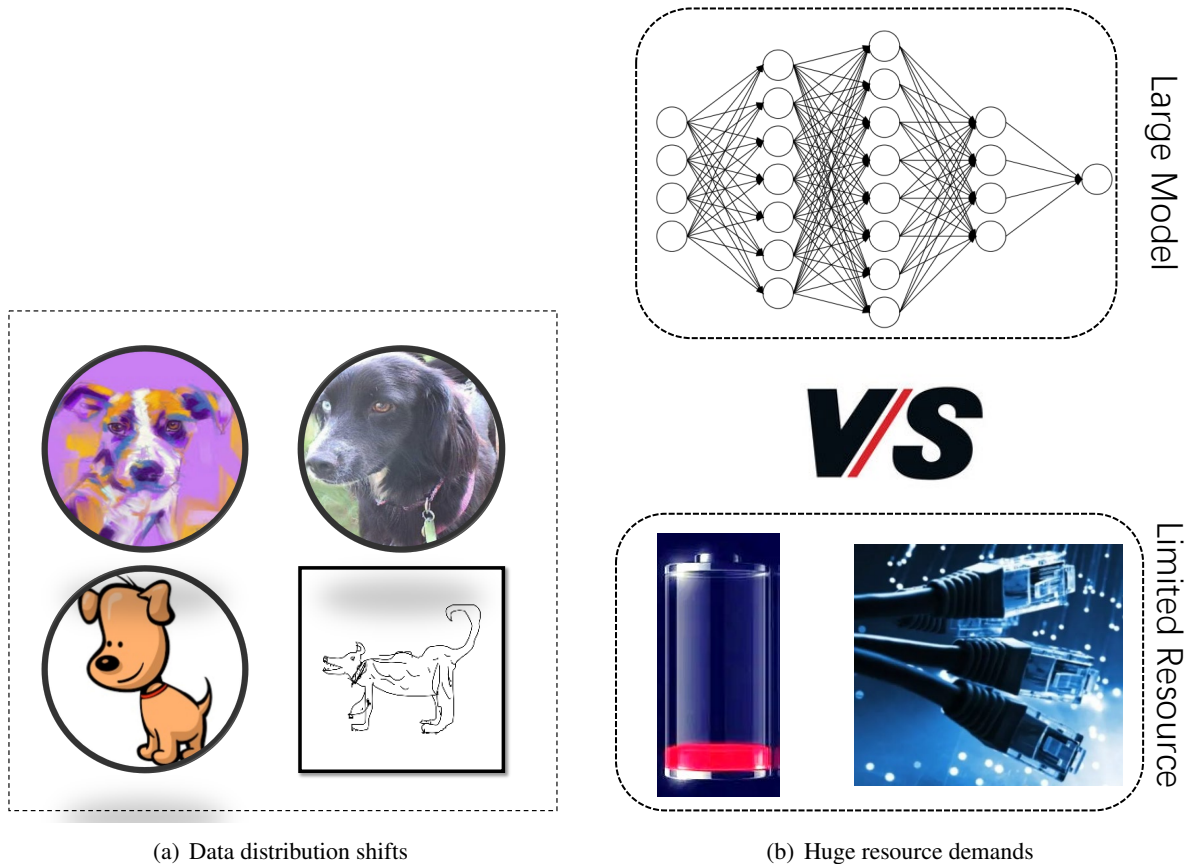 Large Model
V/S
Limited Resource
(a) Data distribution shifts
(b) Huge resource demands